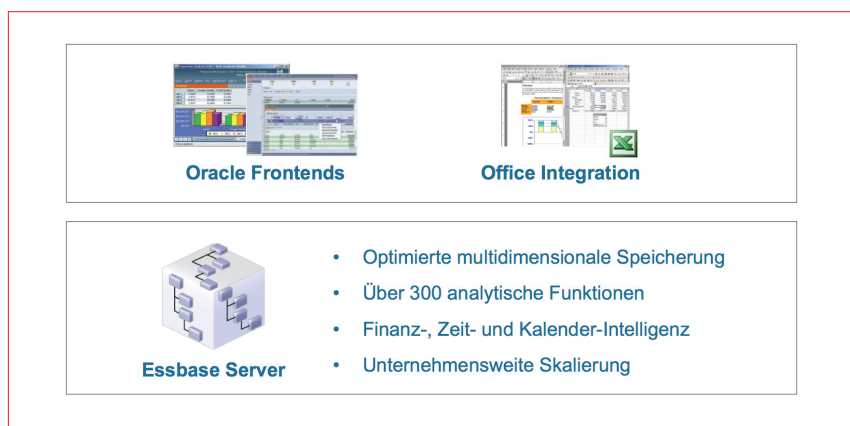 Oracle Frontends
Office Integration
• Optimierte multidimensionale Speicherung
• Über 300 analytische Funktionen
• Finanz-, Zeit- und Kalender-Intelligenz
• Unternehmensweite Skalierung
Essbase Server